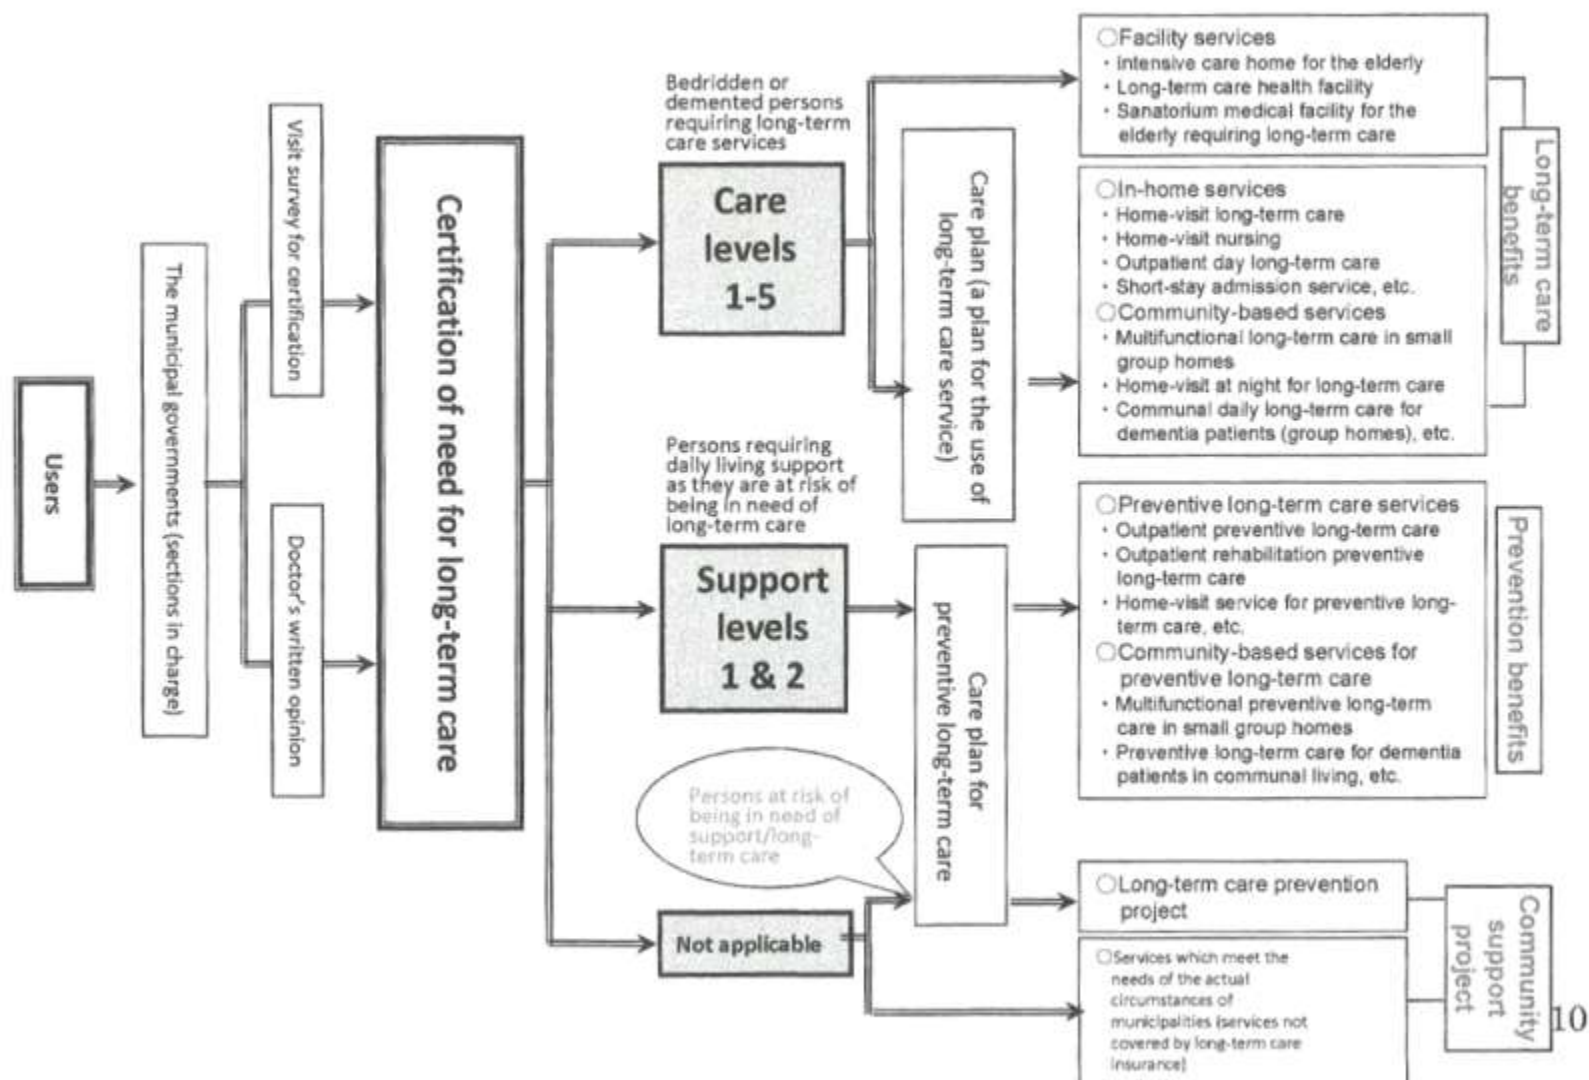 Users
The municipal governments (sections in charge)
Visit survey for certification
Doctor's written opinion
Certification of need for long-term care
Bedridden or
demented persons
requiring long-term
care services
Care
levels
1-5
Persons requiring
daily living support
as they are at risk of
being in need of
long-term care
Support
levels
1 & 2
Persons at risk of
being in need of
support/long-
term care
Not applicable
Care plan (a plan for the use of
long-term care service)
Care plan for
preventive long-term care
○Facility services
・Intensive care home for the elderly
・Long-term care health facility
・Sanatorium medical facility for the
elderly requiring long-term care
○In-home services
・Home-visit long-term care
・Home-visit nursing
・Outpatient day long-term care
・Short-stay admission service, etc.
○Community-based services
・Multifunctional long-term care in small
group homes
・Home-visit at night for long-term care
・Communal daily long-term care for
dementia patients (group homes), etc.
Long-term care
benefits
○Preventive long-term care services
・Outpatient preventive long-term care
・Outpatient rehabilitation preventive
long-term care
・Home-visit service for preventive long-
term care, etc.
○Community-based services for
preventive long-term care
・Multifunctional preventive long-term
care in small group homes
・Preventive long-term care for dementia
patients in communal living, etc.
Prevention benefits
○Long-term care prevention
project
○Services which meet the
needs of the actual
circumstances of
municipalities (services not
covered by long-term care
insurance)
Community
support
project
10